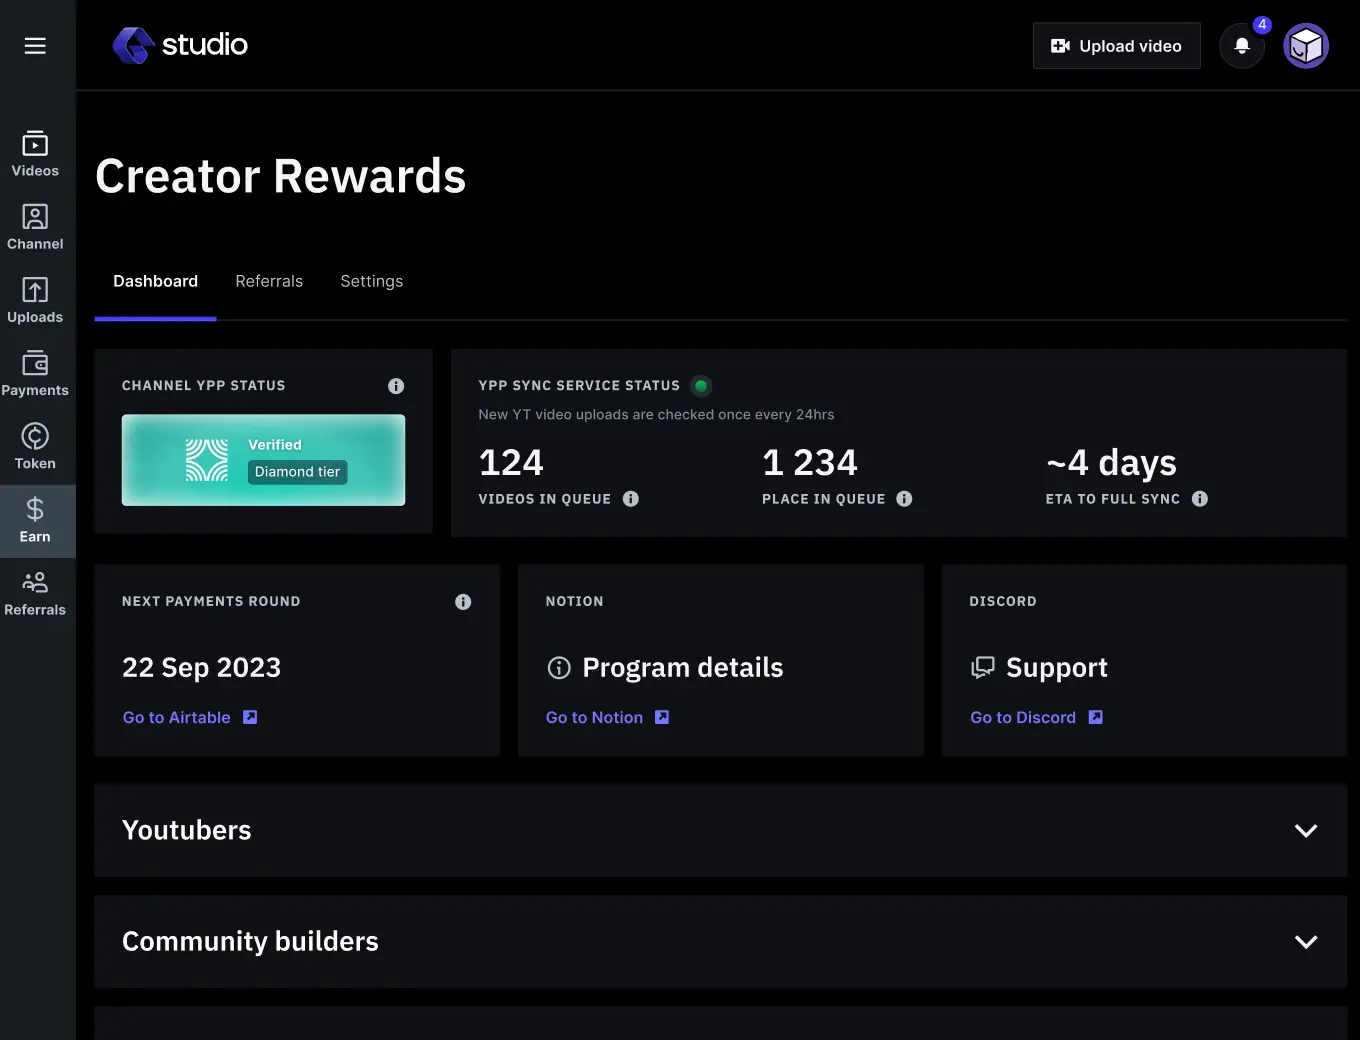 studio
Upload video
4
Videos
Channel
Uploads
Payments
Token
Earn
Referrals
Creator Rewards
Dashboard
Referrals
Settings
CHANNEL YPP STATUS
Verified
Diamond tier
YPP SYNC SERVICE STATUS
New YT video uploads are checked once every 24hrs
124
VIDEOS IN QUEUE
1 234
PLACE IN QUEUE
~4 days
ETA TO FULL SYNC
NEXT PAYMENTS ROUND
22 Sep 2023
Go to Airtable
NOTION
Program details
Go to Notion
DISCORD
Support
Go to Discord
Youtubers
Community builders